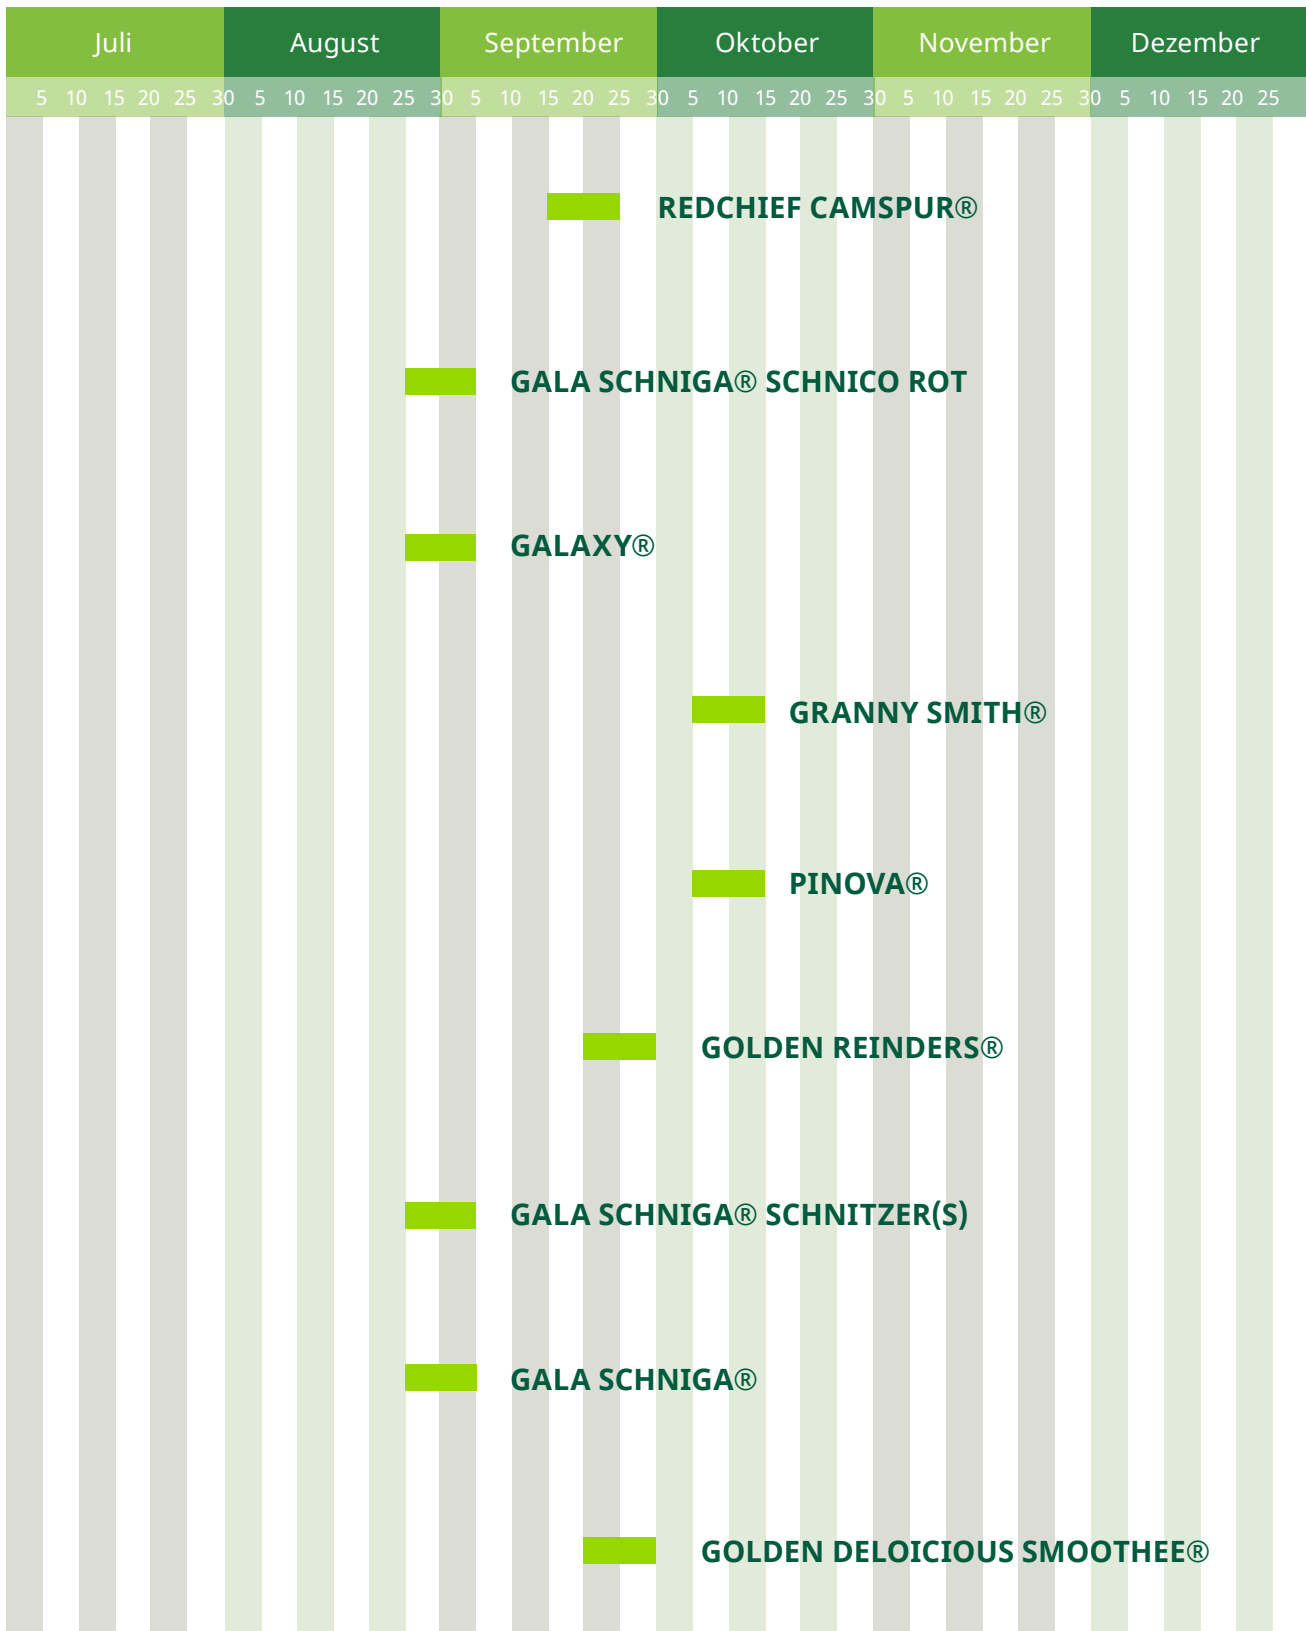 Juli August September Oktober November Dezember
5 10 15 20 25 30 5 10 15 20 25 30 5 10 15 20 25 30 5 10 15 20 25 30 5 10 15 20 25 30 5 10 15 20 25
REDCHIEF CAMSPUR®
GALA SCHNIGA® SCHNICO ROT
GALAXY®
GRANNY SMITH®
PINOVA®
GOLDEN REINDERS®
GALA SCHNIGA® SCHNITZER(S)
GALA SCHNIGA®
GOLDEN DELOICIOUS SMOOTHEE®